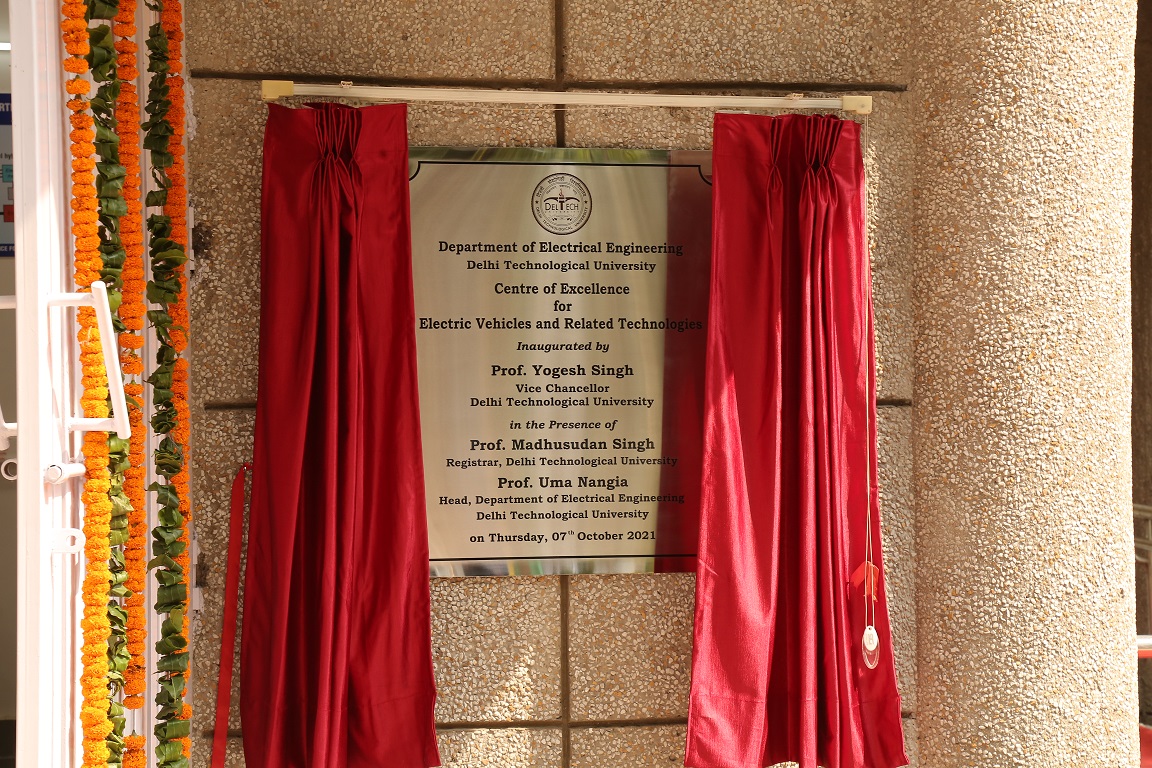 DELTECH
Department of Electrical Engineering
Delhi Technological University
Centre of Excellence
for
Electric Vehicles and Related Technologies
Inaugurated by
Prof. Yogesh Singh
Vice Chancellor
Delhi Technological University
in the Presence of
Prof. Madhusudan Singh
Registrar, Delhi Technological University
Prof. Uma Nangia
Head, Department of Electrical Engineering
Delhi Technological University
on Thursday, 07th October 2021